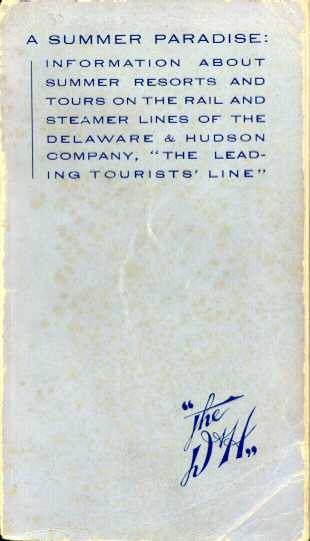 A SUMMER PARADISE:
INFORMATION ABOUT
SUMMER RESORTS AND
TOURS ON THE RAIL AND
STEAMER LINES OF THE
DELAWARE & HUDSON
COMPANY, "THE LEAD-
ING TOURISTS' LINE"
"The
D&H"